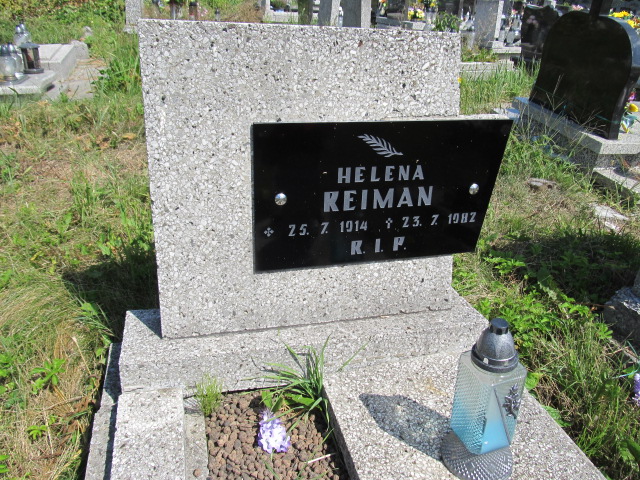 HELENA
REIMAN
25. 7. 1914 † 23. 7. 1982
R. I. P.